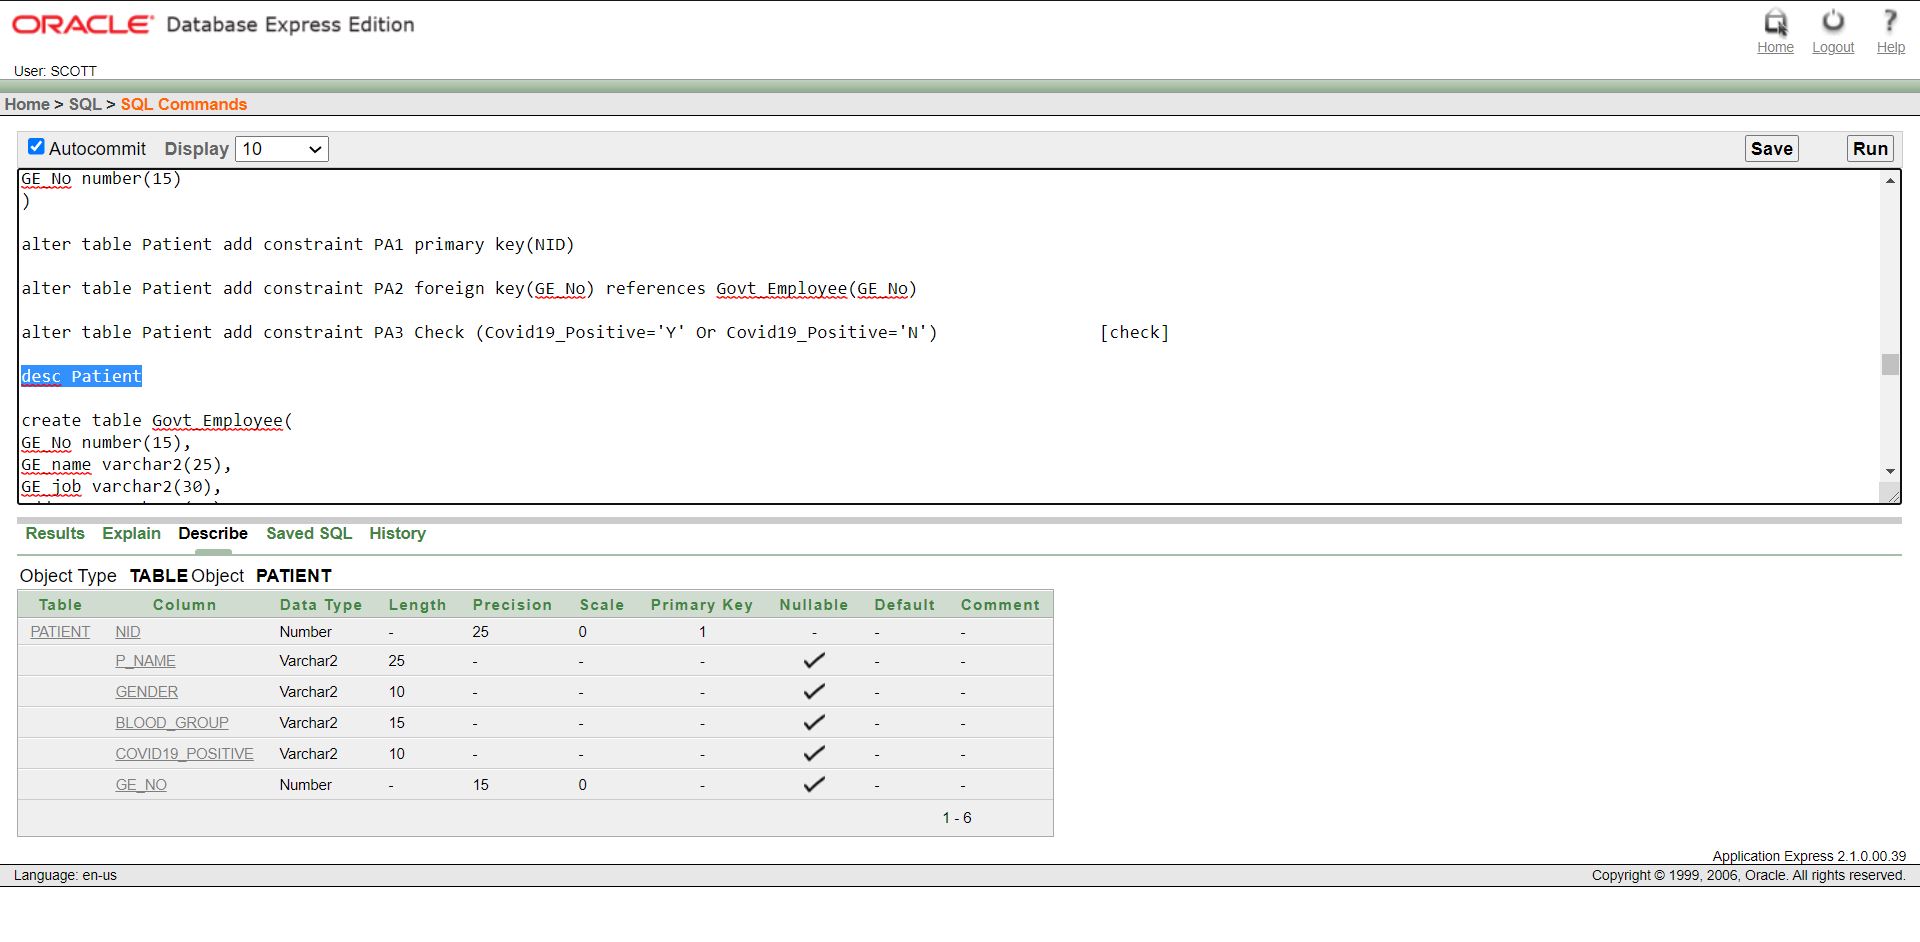 ORACLE® Database Express Edition
Home Logout Help
User: SCOTT
Home > SQL > SQL Commands
Autocommit Display 10 Save Run
GE_No number(15)
)
alter table Patient add constraint PA1 primary key(NID)
alter table Patient add constraint PA2 foreign key(GE_No) references Govt_Employee(GE_No)
alter table Patient add constraint PA3 Check (Covid19_Positive='Y' Or Covid19_Positive='N') [check]
desc Patient
create table Govt_Employee(
GE_No number(15),
GE_name varchar2(25),
GE_job varchar2(30),
Results Explain Describe Saved SQL History
Object Type TABLE Object PATIENT
Table Column Data Type Length Precision Scale Primary Key Nullable Default Comment
PATIENT NID Number - 25 0 1 - - -
P_NAME Varchar2 25 - - - - -
GENDER Varchar2 10 - - - - -
BLOOD_GROUP Varchar2 15 - - - - -
COVID19_POSITIVE Varchar2 10 - - - - -
GE_NO Number - 15 0 - - -
1 - 6
Application Express 2.1.0.00.39
Language: en-us Copyright © 1999, 2006, Oracle. All rights reserved.